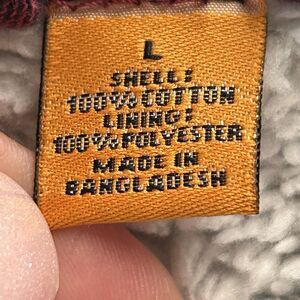 L
SHELL:
100% COTTON
LINING:
100% POLYESTER
MADE IN
BANGLADESH